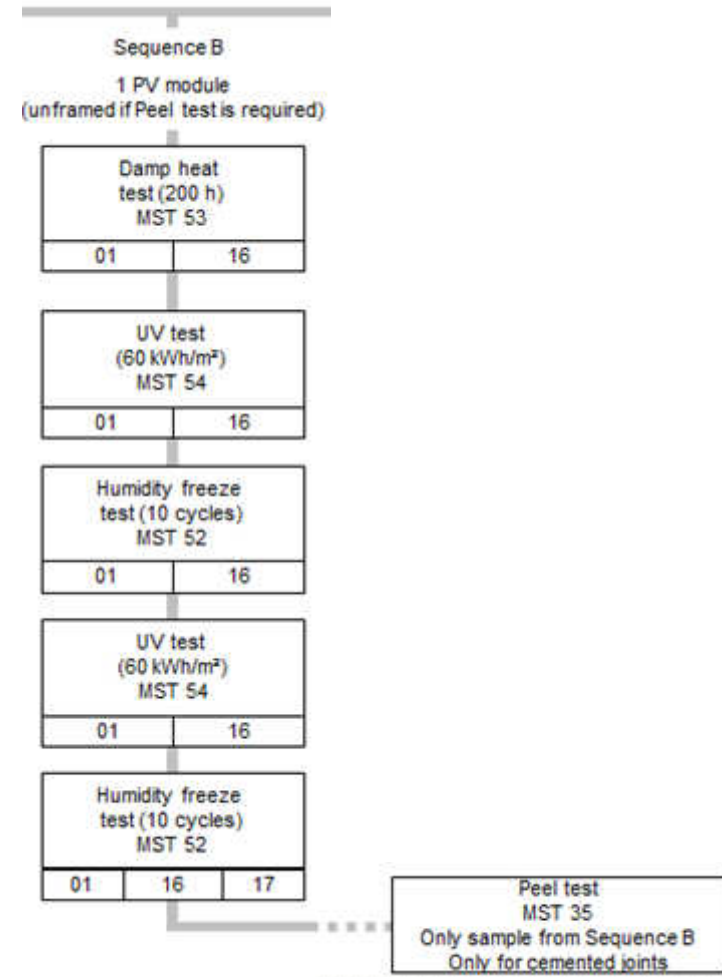 Sequence B
1 PV module
(unframed if Peel test is required)
Damp heat
test (200 h)
MST 53
01 16
UV test
(60 kWh/m²)
MST 54
01 16
Humidity freeze
test (10 cycles)
MST 52
01 16
UV test
(60 kWh/m²)
MST 54
01 16
Humidity freeze
test (10 cycles)
MST 52
01 16 17
Peel test
MST 35
Only sample from Sequence B
Only for cemented joints